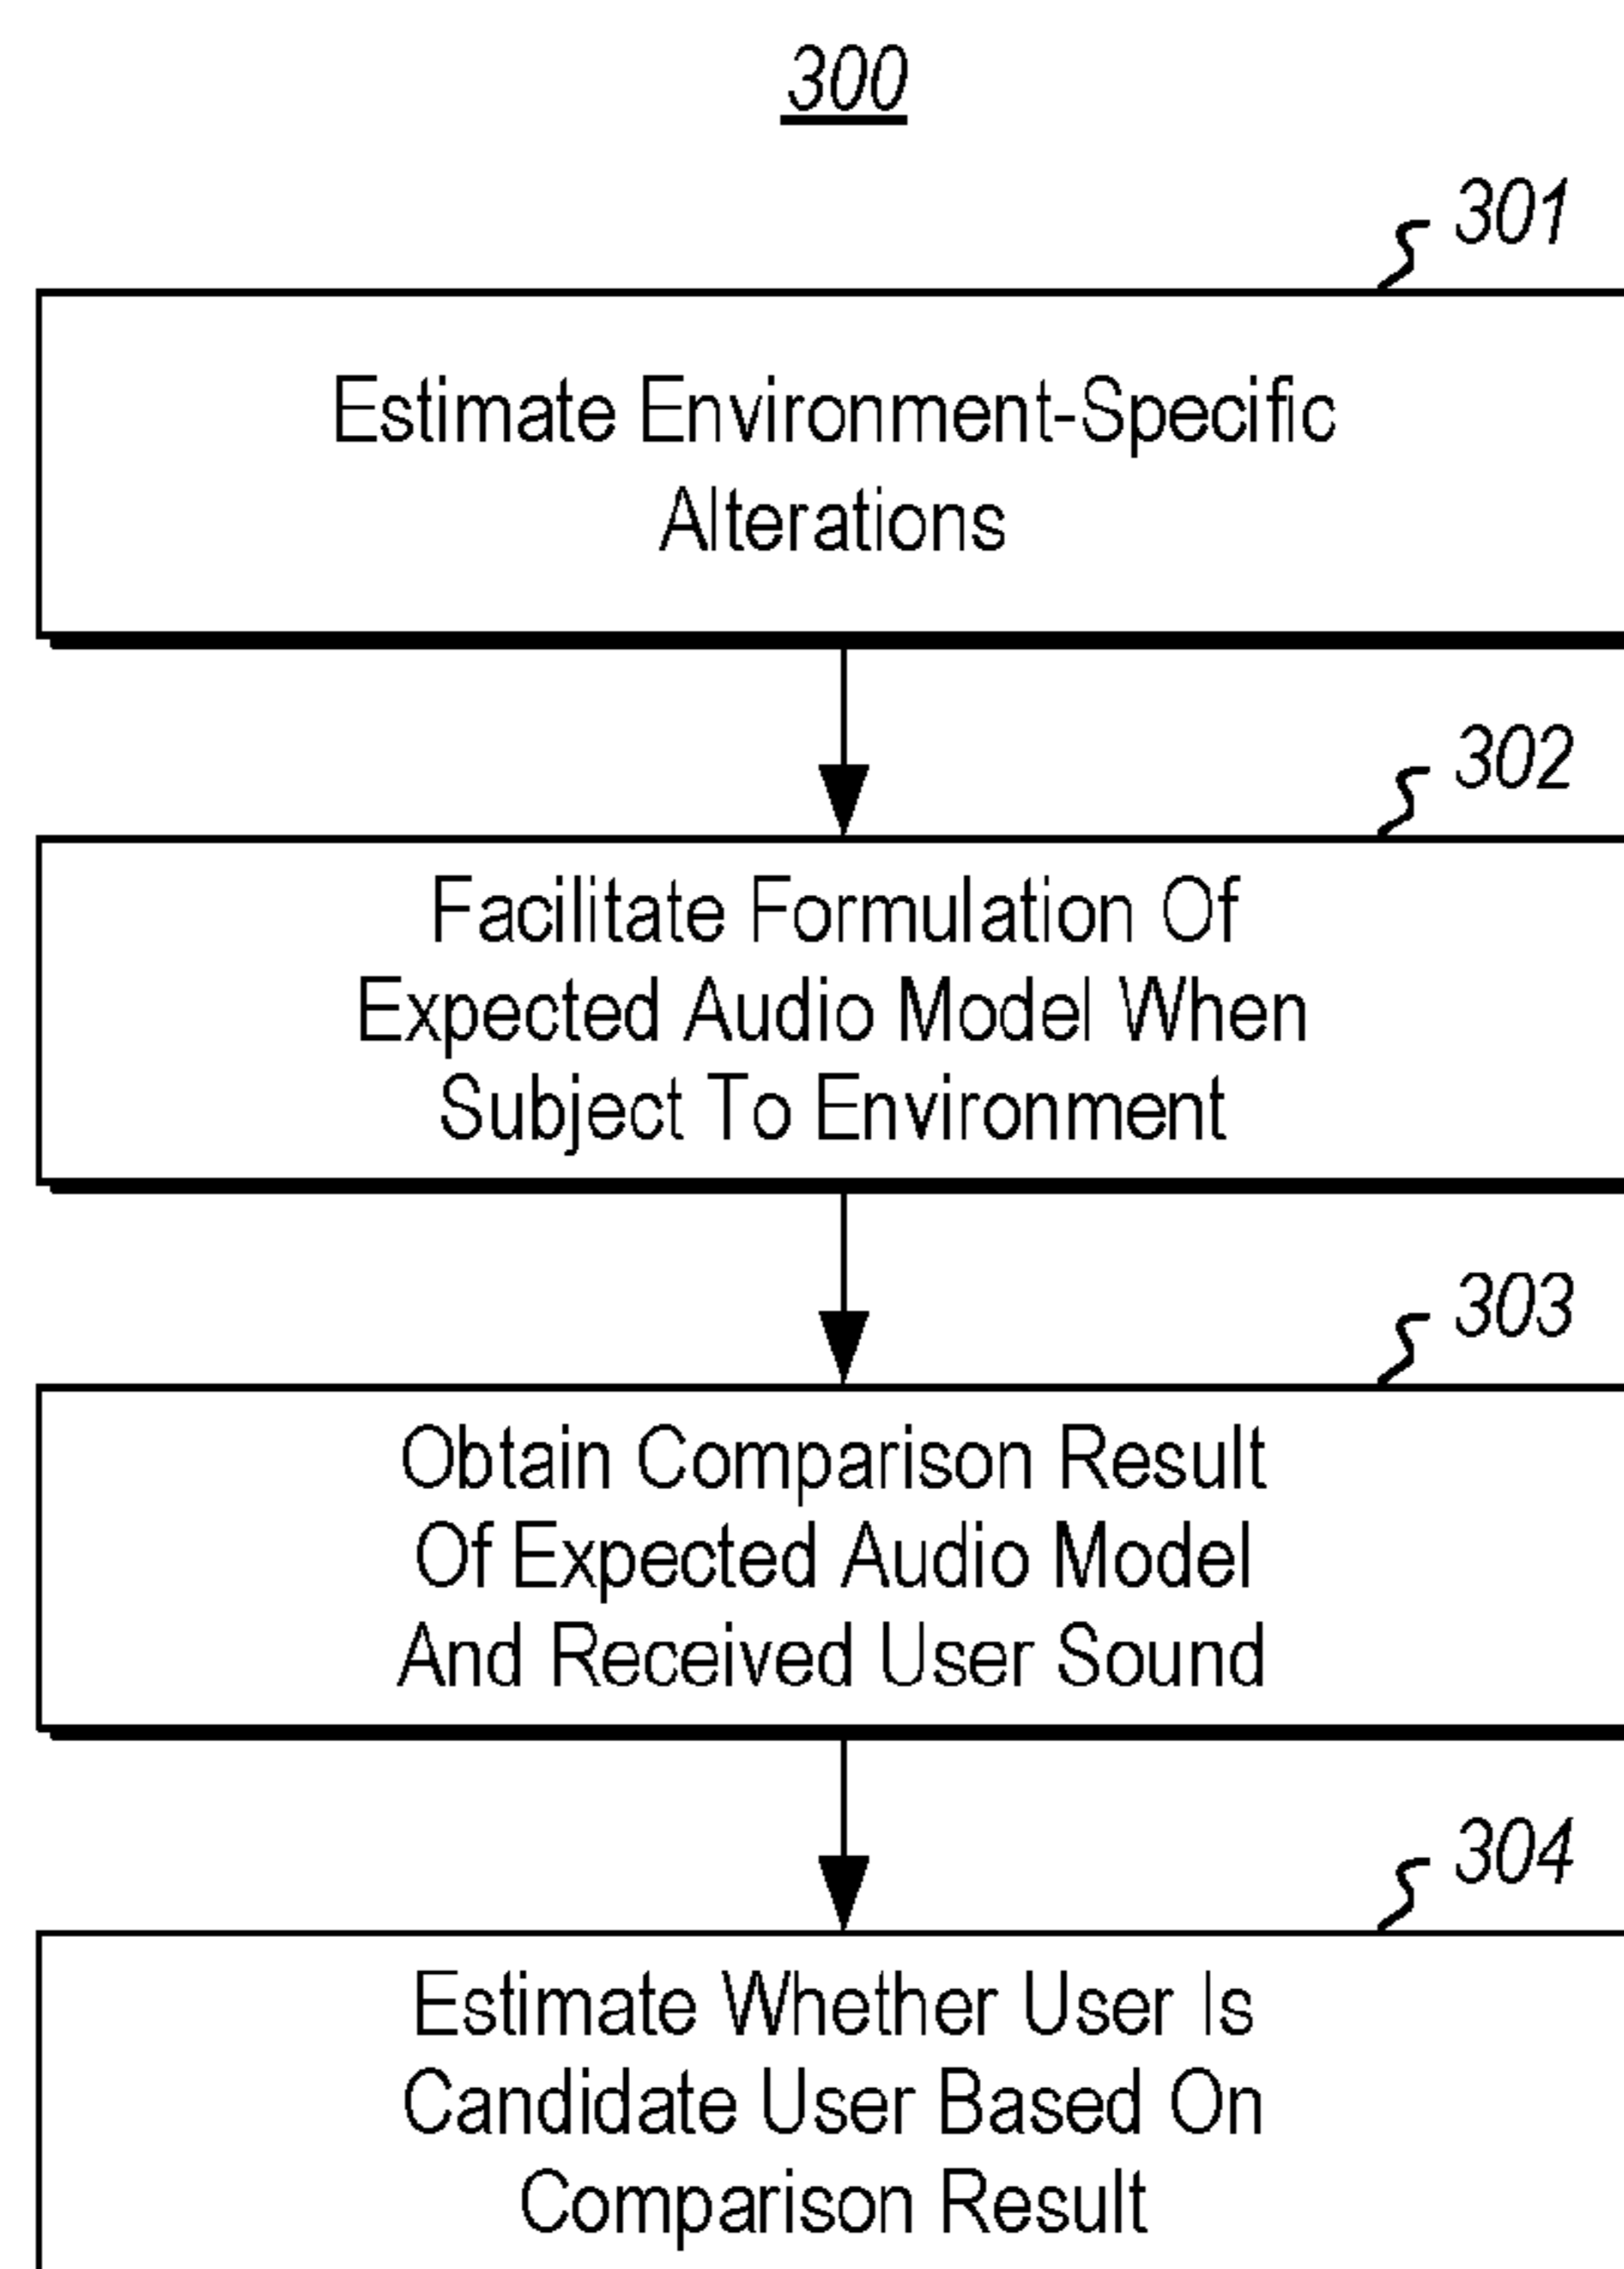 300
301
Estimate Environment-Specific
Alterations
302
Facilitate Formulation Of
Expected Audio Model When
Subject To Environment
303
Obtain Comparison Result
Of Expected Audio Model
And Received User Sound
304
Estimate Whether User Is
Candidate User Based On
Comparison Result